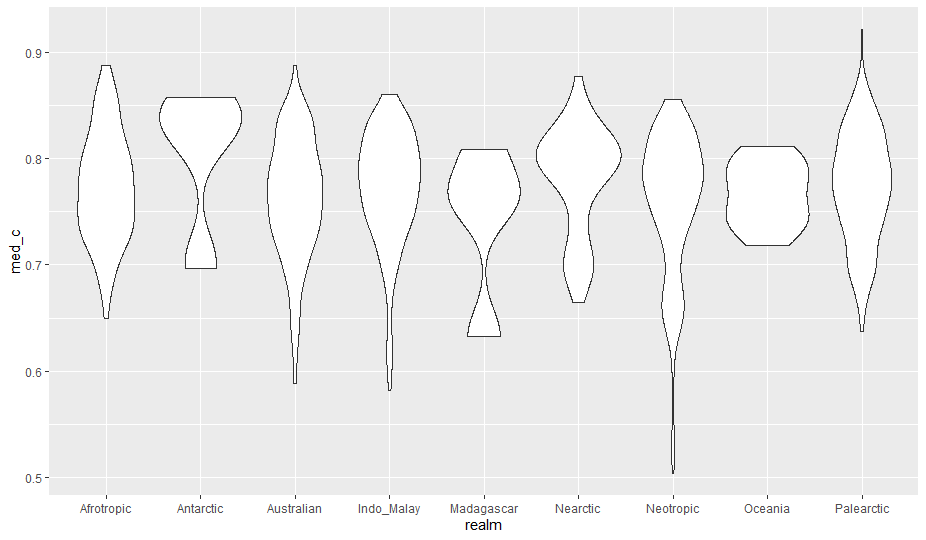 med_c
0.9
0.8
0.7
0.6
0.5
Afrotropic Antarctic Australian Indo_Malay Madagascar Nearctic Neotropic Oceania Palearctic
realm